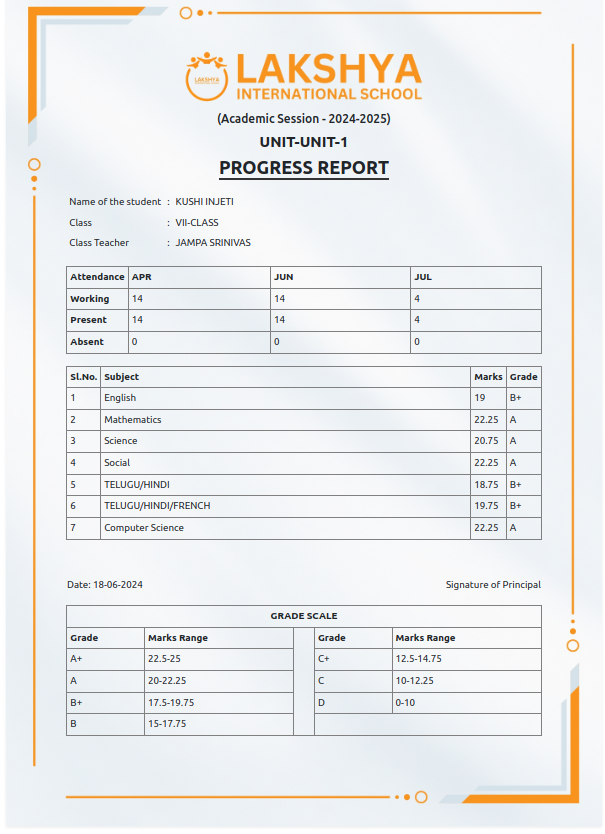 LAKSHYA
LAKSHYA
INTERNATIONAL SCHOOL
(Academic Session - 2024-2025)
UNIT-UNIT-1
PROGRESS REPORT
Name of the student : KUSHI INJETI
Class : VII-CLASS
Class Teacher : JAMPA SRINIVAS
Attendance APR JUN JUL
Working 14 14 4
Present 14 14 4
Absent 0 0 0
Sl.No. Subject Marks Grade
1 English 19 B+
2 Mathematics 22.25 A
3 Science 20.75 A
4 Social 22.25 A
5 TELUGU/HINDI 18.75 B+
6 TELUGU/HINDI/FRENCH 19.75 B+
7 Computer Science 22.25 A
Date: 18-06-2024 Signature of Principal
GRADE SCALE
Grade Marks Range Grade Marks Range
A+ 22.5-25 C+ 12.5-14.75
A 20-22.25 C 10-12.25
B+ 17.5-19.75 D 0-10
B 15-17.75